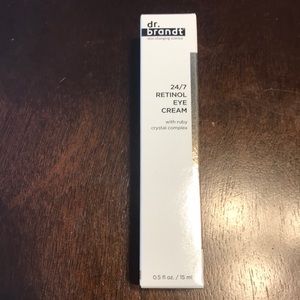 dr.
brandt
skin changing science
24/7
RETINOL
EYE
CREAM
with ruby
crystal complex
0.5 fl oz. / 15 ml